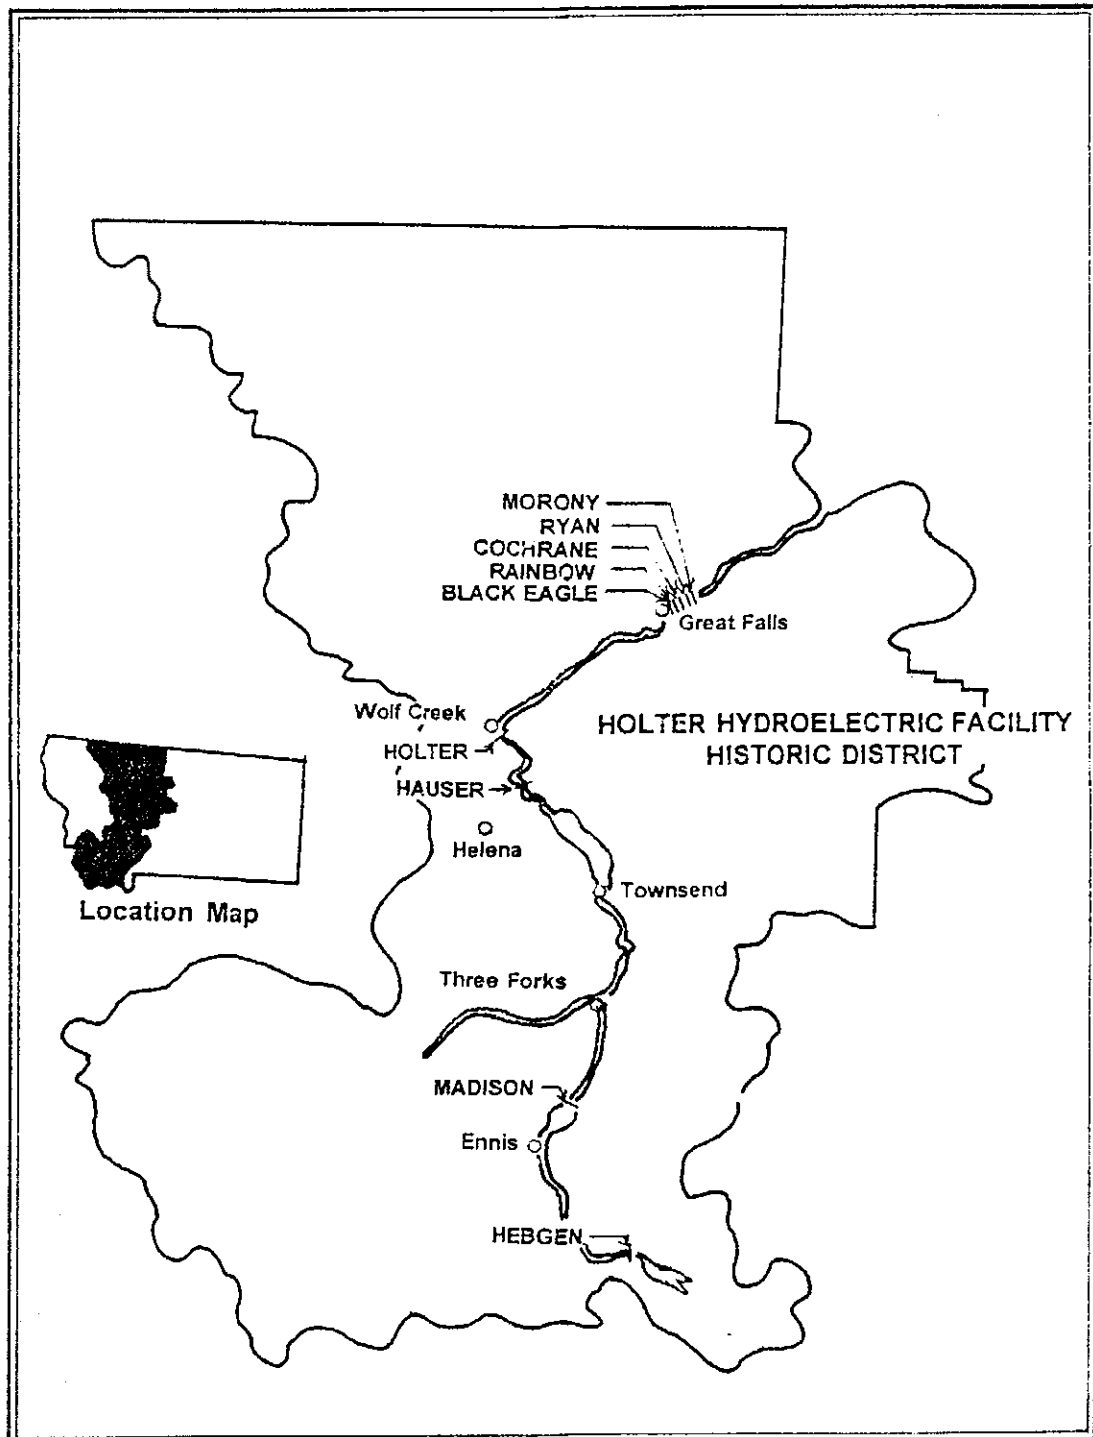 MORONY
RYAN
COCHRANE
RAINBOW
BLACK EAGLE
Great Falls
Wolf Creek
HOLTER HYDROELECTRIC FACILITY
HISTORIC DISTRICT
HOLTER
HAUSER
Helena
Townsend
Location Map
Three Forks
MADISON
Ennis
HEBGEN